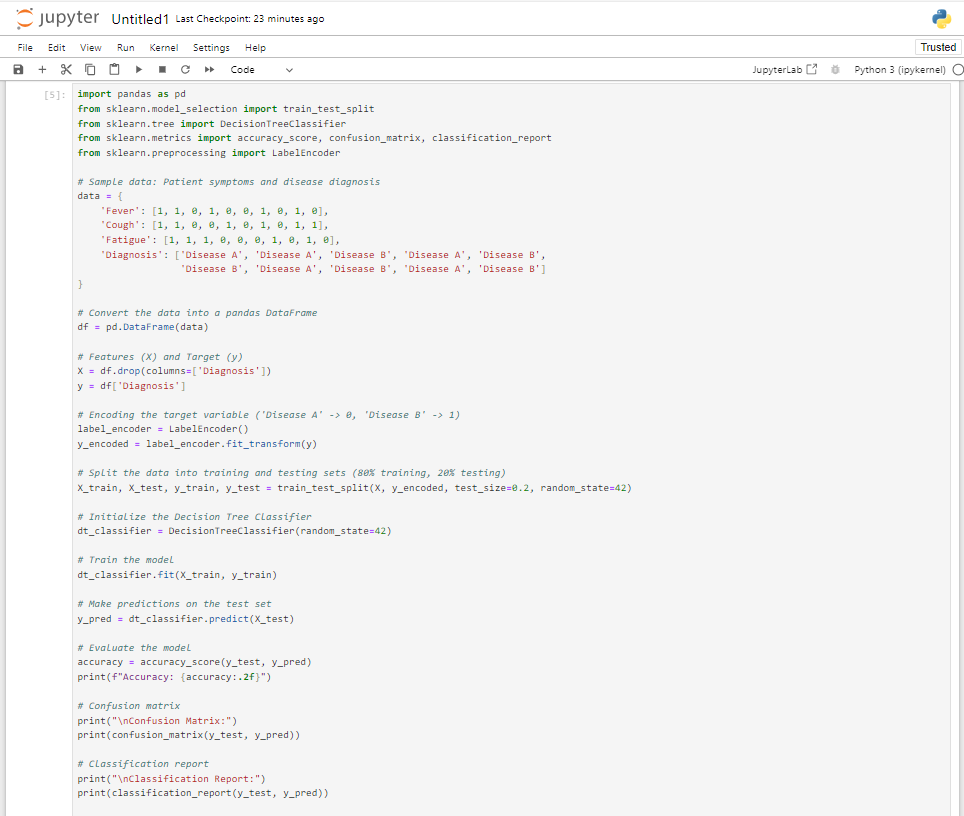 jupyter Untitled1 Last Checkpoint: 23 minutes ago
File Edit View Run Kernel Settings Help Trusted
Code JupyterLab Python 3 (ipykernel)
[5]: import pandas as pd
from sklearn.model_selection import train_test_split
from sklearn.tree import DecisionTreeClassifier
from sklearn.metrics import accuracy_score, confusion_matrix, classification_report
from sklearn.preprocessing import LabelEncoder

# Sample data: Patient symptoms and disease diagnosis
data = {
    'Fever': [1, 1, 0, 1, 0, 0, 1, 0, 1, 0],
    'Cough': [1, 1, 0, 0, 1, 0, 1, 0, 1, 1],
    'Fatigue': [1, 1, 1, 0, 0, 0, 1, 0, 1, 0],
    'Diagnosis': ['Disease A', 'Disease A', 'Disease B', 'Disease A', 'Disease B',
                  'Disease B', 'Disease A', 'Disease B', 'Disease A', 'Disease B']
}

# Convert the data into a pandas DataFrame
df = pd.DataFrame(data)

# Features (X) and Target (y)
X = df.drop(columns=['Diagnosis'])
y = df['Diagnosis']

# Encoding the target variable ('Disease A' -> 0, 'Disease B' -> 1)
label_encoder = LabelEncoder()
y_encoded = label_encoder.fit_transform(y)

# Split the data into training and testing sets (80% training, 20% testing)
X_train, X_test, y_train, y_test = train_test_split(X, y_encoded, test_size=0.2, random_state=42)

# Initialize the Decision Tree Classifier
dt_classifier = DecisionTreeClassifier(random_state=42)

# Train the model
dt_classifier.fit(X_train, y_train)

# Make predictions on the test set
y_pred = dt_classifier.predict(X_test)

# Evaluate the model
accuracy = accuracy_score(y_test, y_pred)
print(f"Accuracy: {accuracy:.2f}")

# Confusion matrix
print("\nConfusion Matrix:")
print(confusion_matrix(y_test, y_pred))

# Classification report
print("\nClassification Report:")
print(classification_report(y_test, y_pred))